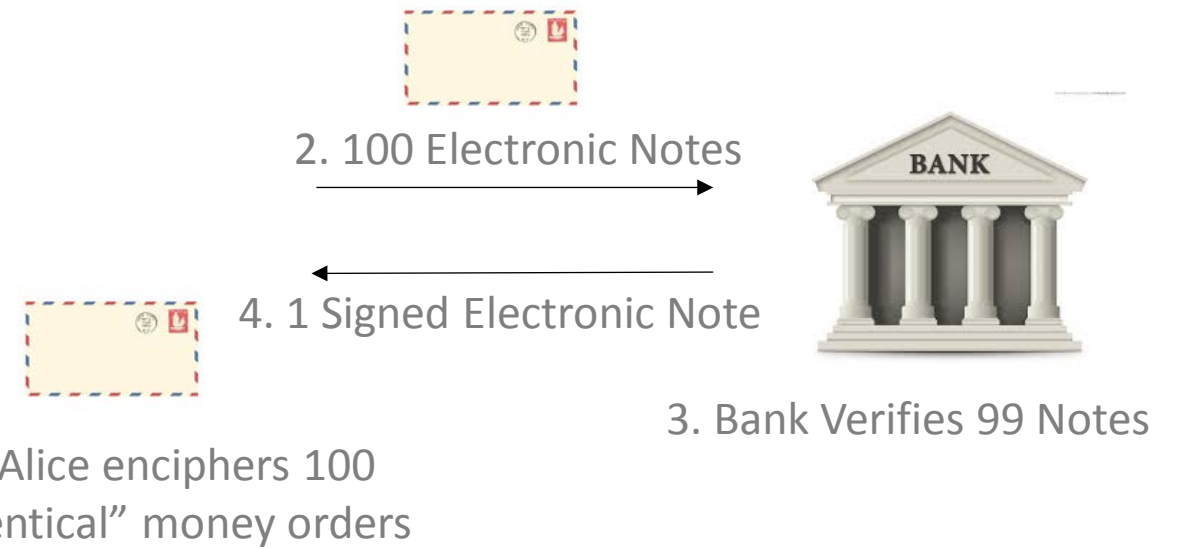 2. 100 Electronic Notes
BANK
4. 1 Signed Electronic Note
3. Bank Verifies 99 Notes
Alice enciphers 100
entical” money orders